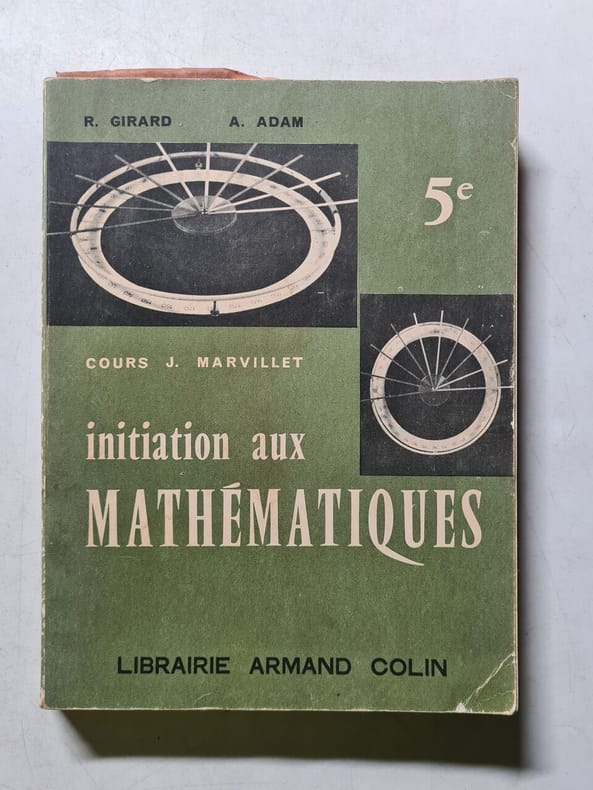 R. GIRARD A. ADAM
5e
COURS J. MARVILLET
initiation aux
MATHÉMATIQUES
LIBRAIRIE ARMAND COLIN